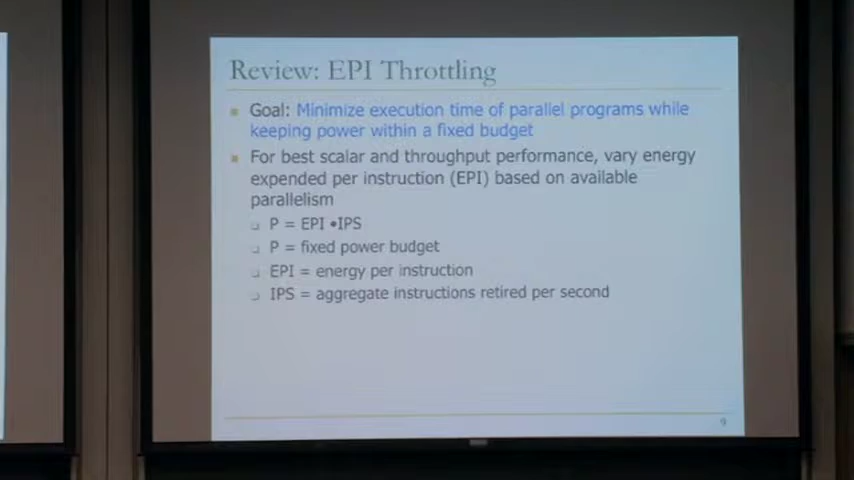 Review: EPI Throttling
Goal: Minimize execution time of parallel programs while
keeping power within a fixed budget
For best scalar and throughput performance, vary energy
expended per instruction (EPI) based on available
parallelism
P = EPI •IPS
P = fixed power budget
EPI = energy per instruction
IPS = aggregate instructions retired per second
9